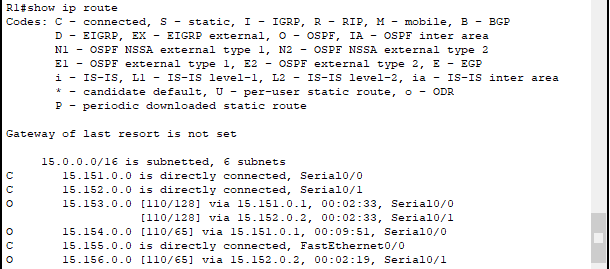 R1#show ip route
Codes: C - connected, S - static, I - IGRP, R - RIP, M - mobile, B - BGP
       D - EIGRP, EX - EIGRP external, O - OSPF, IA - OSPF inter area
       N1 - OSPF NSSA external type 1, N2 - OSPF NSSA external type 2
       E1 - OSPF external type 1, E2 - OSPF external type 2, E - EGP
       i - IS-IS, L1 - IS-IS level-1, L2 - IS-IS level-2, ia - IS-IS inter area
       * - candidate default, U - per-user static route, o - ODR
       P - periodic downloaded static route
Gateway of last resort is not set
     15.0.0.0/16 is subnetted, 6 subnets
C       15.151.0.0 is directly connected, Serial0/0
C       15.152.0.0 is directly connected, Serial0/1
O       15.153.0.0 [110/128] via 15.151.0.1, 00:02:33, Serial0/0
                   [110/128] via 15.152.0.2, 00:02:33, Serial0/1
O       15.154.0.0 [110/65] via 15.151.0.1, 00:09:51, Serial0/0
C       15.155.0.0 is directly connected, FastEthernet0/0
O       15.156.0.0 [110/65] via 15.152.0.2, 00:02:19, Serial0/1